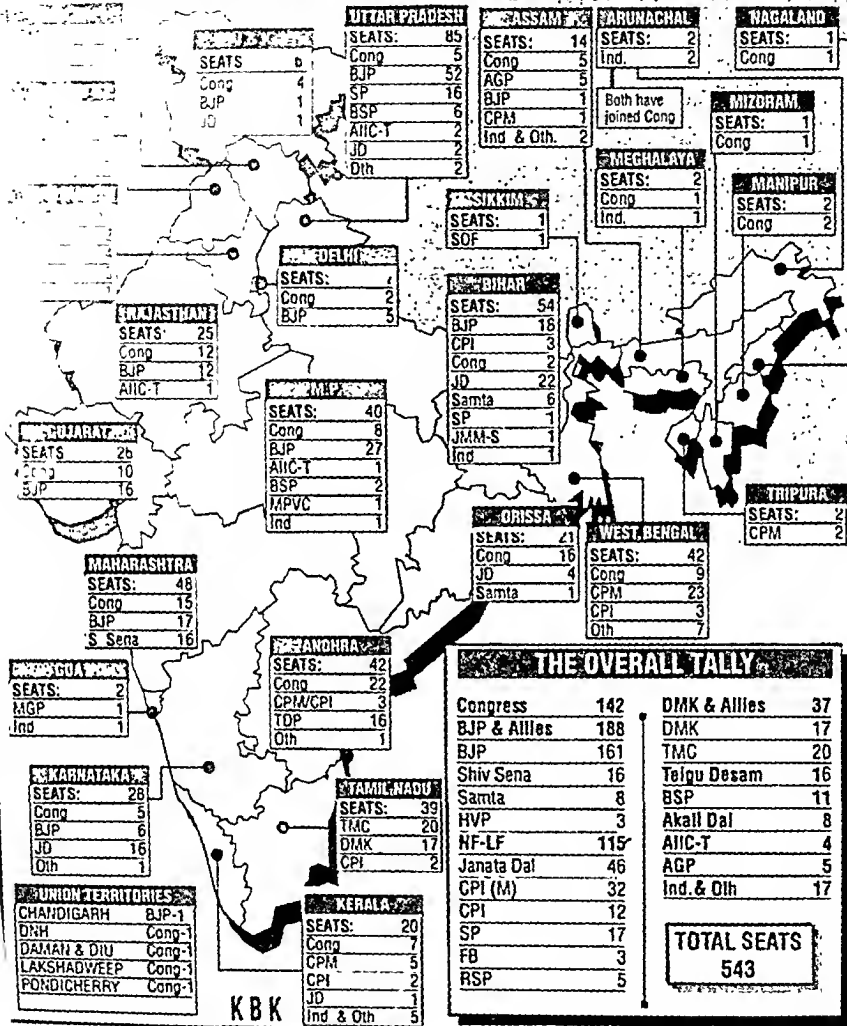 SEATS 6
Cong 4
BJP 1
JD 1
UTTAR PRADESH
SEATS: 85
Cong 5
BJP 52
SP 16
BSP 6
AIIC-T 2
JD 2
Oth 2
ASSAM
SEATS: 14
Cong 5
AGP 5
BJP 1
CPM 1
Ind & Oth. 2
ARUNACHAL
SEATS: 2
Ind. 2
Both have
joined Cong
NAGALAND
SEATS: 1
Cong 1
MIZORAM
SEATS: 1
Cong 1
MEGHALAYA
SEATS: 2
Cong 1
Ind. 1
MANIPUR
SEATS: 2
Cong 2
SIKKIM
SEATS: 1
SOF 1
DELHI
SEATS: 7
Cong 2
BJP 5
RAJASTHAN
SEATS 25
Cong 12
BJP 12
AIIC-T 1
BIHAR
SEATS: 54
BJP 18
CPI 3
Cong 2
JD 22
Samta 6
SP 1
JMM-S 1
Ind 1
M.P.
SEATS: 40
Cong 8
BJP 27
AIIC-T 1
BSP 2
MPVC 1
Ind 1
GUJARAT
SEATS 26
Cong 10
BJP 16
TRIPURA
SEATS: 2
CPM 2
ORISSA
SEATS: 21
Cong 16
JD 4
Samta 1
WEST BENGAL
SEATS: 42
Cong 9
CPM 23
CPI 3
Oth 7
MAHARASHTRA
SEATS: 48
Cong 15
BJP 17
S Sena 16
GOA
SEATS: 2
MGP 1
Ind 1
ANDHRA
SEATS: 42
Cong 22
CPM/CPI 3
TDP 16
Oth 1
KARNATAKA
SEATS: 28
Cong 5
BJP 6
JD 16
Oth 1
TAMIL NADU
SEATS: 39
TMC 20
DMK 17
CPI 2
KERALA
SEATS: 20
Cong 7
CPM 5
CPI 2
JD 1
Ind & Oth 5
UNION TERRITORIES
CHANDIGARH BJP-1
DNH Cong-1
DAMAN & DIU Cong-1
LAKSHADWEEP Cong-1
PONDICHERRY Cong-1
KBK
THE OVERALL TALLY
Congress 142
BJP & Allies 188
BJP 161
Shiv Sena 16
Samta 8
HVP 3
NF-LF 115
Janata Dal 46
CPI (M) 32
CPI 12
SP 17
FB 3
RSP 5
DMK & Allies 37
DMK 17
TMC 20
Telgu Desam 16
BSP 11
Akali Dal 8
AIIC-T 4
AGP 5
Ind.& Oth 17
TOTAL SEATS
543